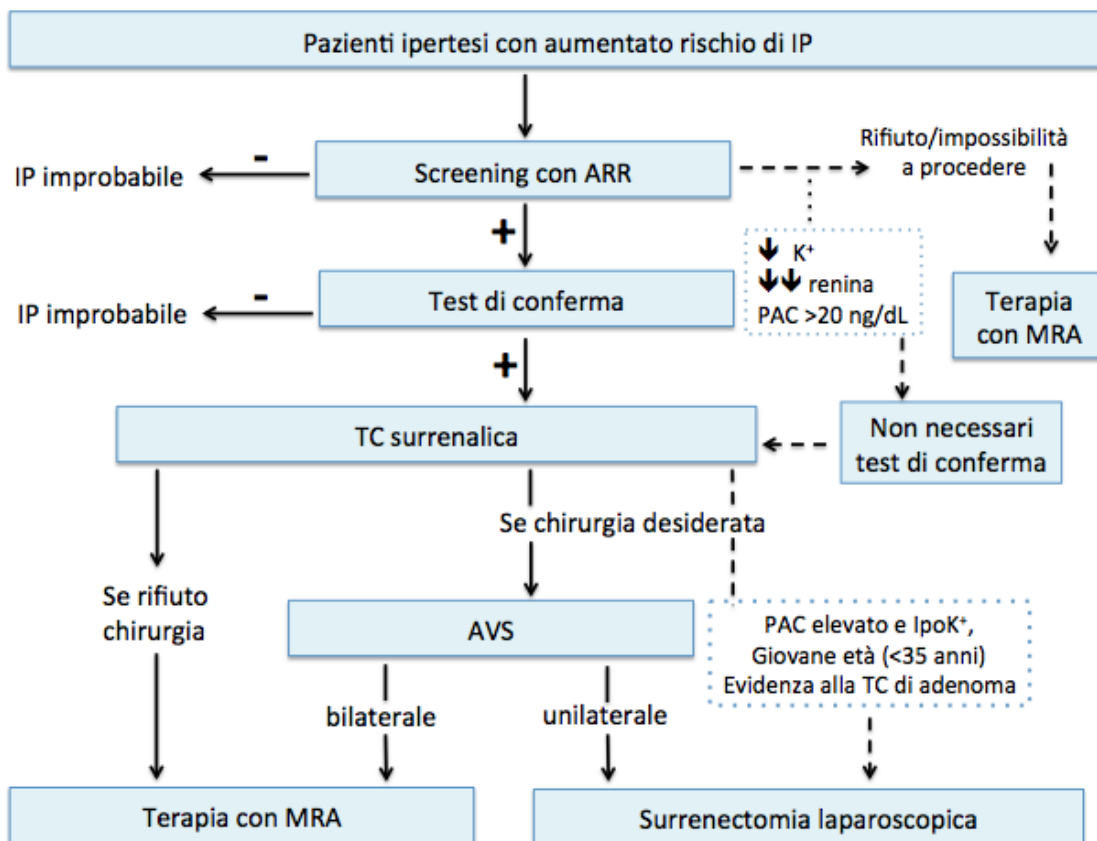 Pazienti ipertesi con aumentato rischio di IP
Rifiuto/impossibilità
a procedere
IP improbabile
-
Screening con ARR
+
↓ K⁺
↓↓ renina
PAC >20 ng/dL
Terapia
con MRA
IP improbabile
-
Test di conferma
+
TC surrenalica
Non necessari
test di conferma
Se chirurgia desiderata
Se rifiuto
chirurgia
AVS
PAC elevato e IpoK⁺,
Giovane età (<35 anni)
Evidenza alla TC di adenoma
bilaterale
unilaterale
Terapia con MRA
Surrenectomia laparoscopica